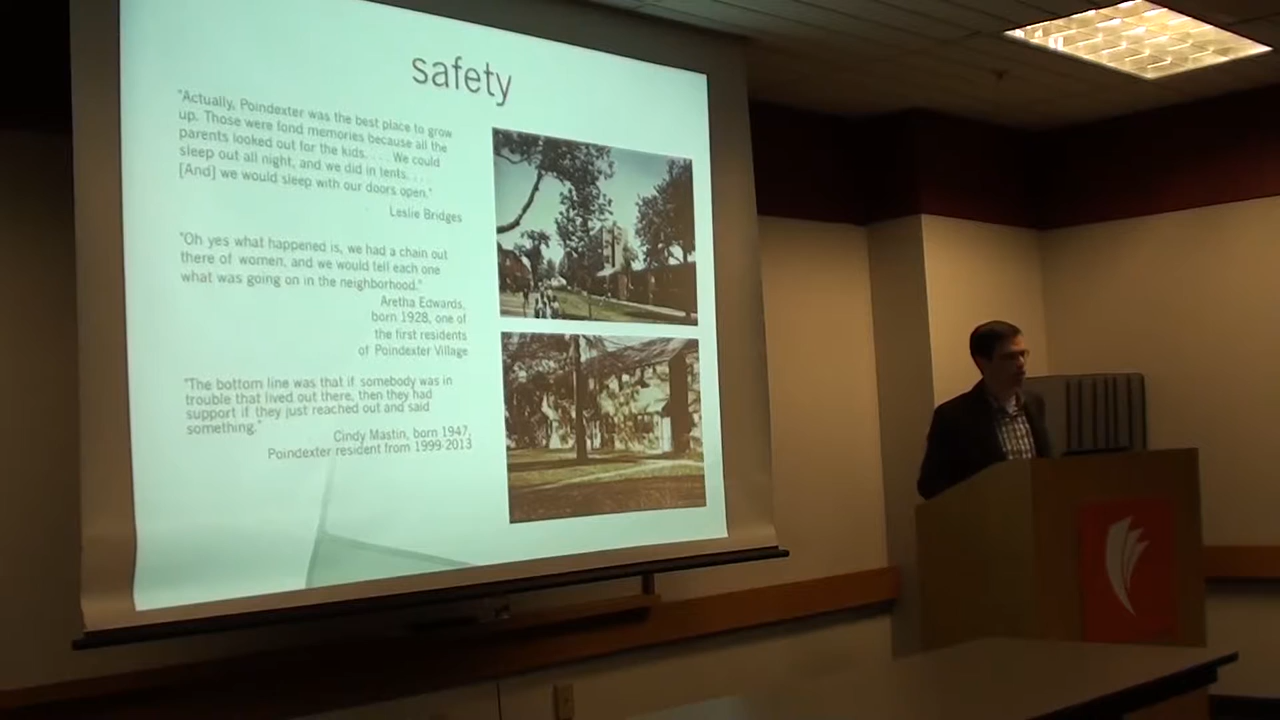 safety
"Actually, Poindexter was the best place to grow
up. Those were fond memories because all the
parents looked out for the kids. . . . We could
sleep out all night, and we did in tents. . . .
[And] we would sleep with our doors open."
Leslie Bridges
"Oh yes what happened is, we had a chain out
there of women, and we would tell each one
what was going on in the neighborhood."
Aretha Edwards,
born 1928, one of
the first residents
of Poindexter Village
"The bottom line was that if somebody was in
trouble that lived out there, then they had
support if they just reached out and said
something."
Cindy Mastin, born 1947,
Poindexter resident from 1999-2013